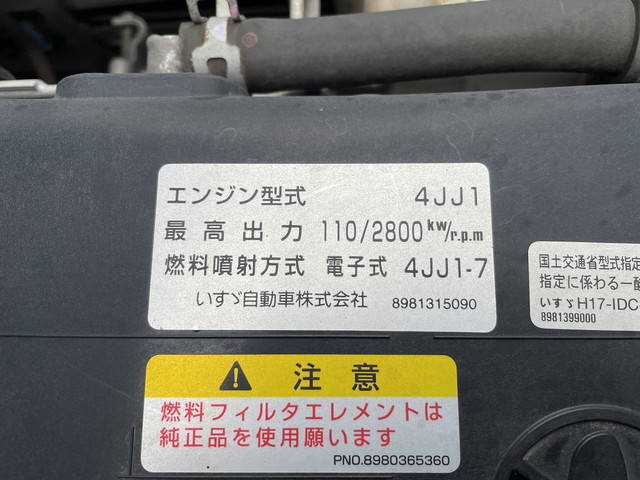 エンジン型式 4JJ1
最高出力 110/2800kW/r.p.m
燃料噴射方式 電子式 4JJ1-7
いすゞ自動車株式会社 8981315090
国土交通省型式指定
指定に係わる一酸
いすゞH17-IDC
8981399000
⚠ 注意
燃料フィルタエレメントは
純正品を使用願います
PNO.8980365360